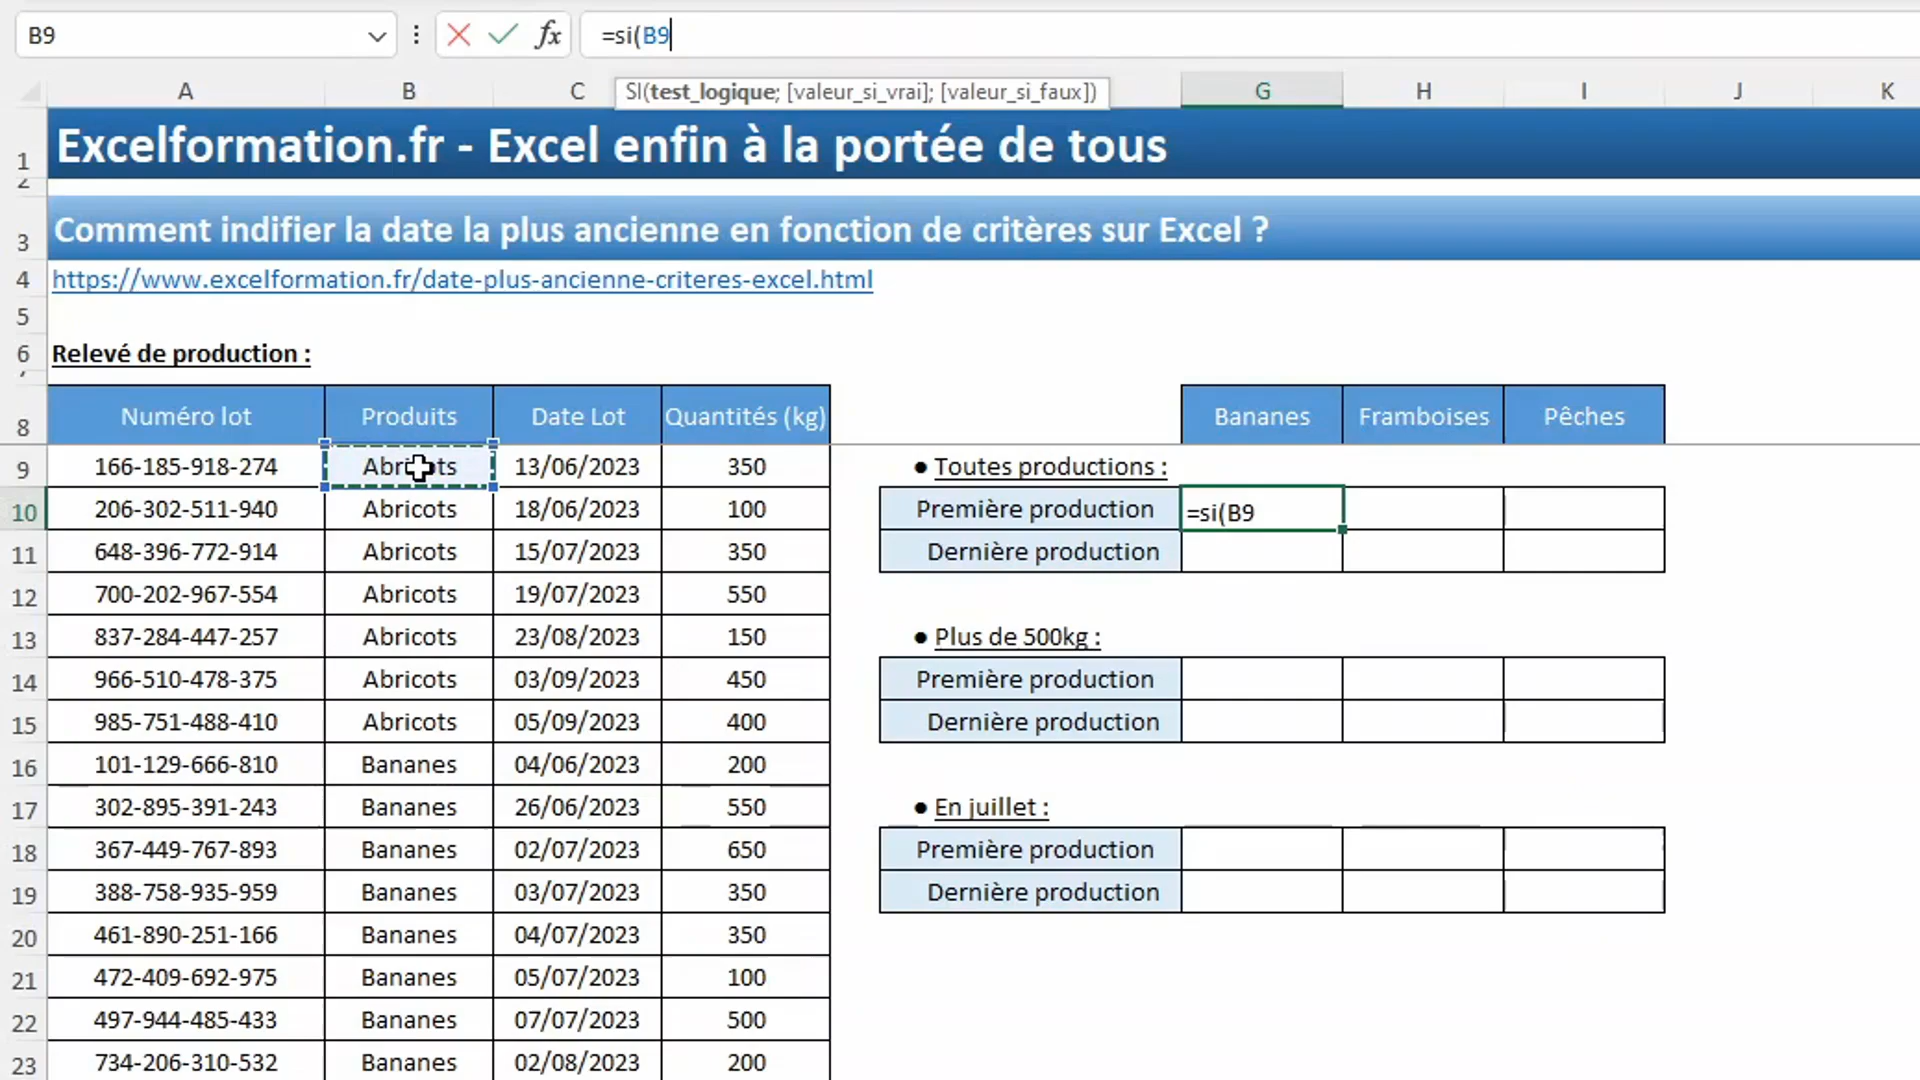 B9 =si(B9
SI(test_logique; [valeur_si_vrai]; [valeur_si_faux])
A B C G H I J K
1 Excelformation.fr - Excel enfin à la portée de tous
2
3 Comment indifier la date la plus ancienne en fonction de critères sur Excel ?
4 https://www.excelformation.fr/date-plus-ancienne-criteres-excel.html
5
6 Relevé de production :
8 Numéro lot Produits Date Lot Quantités (kg) Bananes Framboises Pêches
9 166-185-918-274 Abricots 13/06/2023 350 ● Toutes productions :
10 206-302-511-940 Abricots 18/06/2023 100 Première production =si(B9
11 648-396-772-914 Abricots 15/07/2023 350 Dernière production
12 700-202-967-554 Abricots 19/07/2023 550
13 837-284-447-257 Abricots 23/08/2023 150 ● Plus de 500kg :
14 966-510-478-375 Abricots 03/09/2023 450 Première production
15 985-751-488-410 Abricots 05/09/2023 400 Dernière production
16 101-129-666-810 Bananes 04/06/2023 200
17 302-895-391-243 Bananes 26/06/2023 550 ● En juillet :
18 367-449-767-893 Bananes 02/07/2023 650 Première production
19 388-758-935-959 Bananes 03/07/2023 350 Dernière production
20 461-890-251-166 Bananes 04/07/2023 350
21 472-409-692-975 Bananes 05/07/2023 100
22 497-944-485-433 Bananes 07/07/2023 500
23 734-206-310-532 Bananes 02/08/2023 200